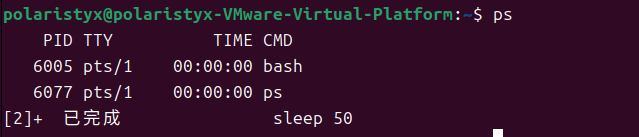 polaristyx@polaristyx-VMware-Virtual-Platform:~$ ps
    PID TTY          TIME CMD
   6005 pts/1    00:00:00 bash
   6077 pts/1    00:00:00 ps
[2]+  已完成               sleep 50